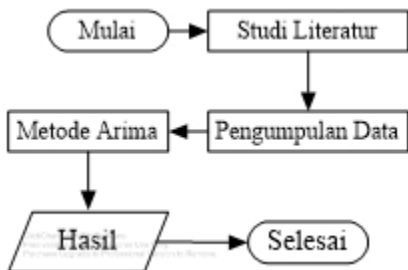 Mulai
Studi Literatur
Pengumpulan Data
Metode Arima
Hasil
Selesai